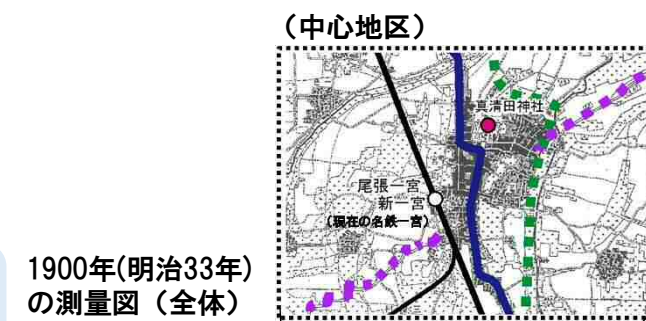 (中心地区)
真清田神社
尾張一宮
新一宮
(現在の名鉄一宮)
1900年(明治33年)
の測量図(全体)